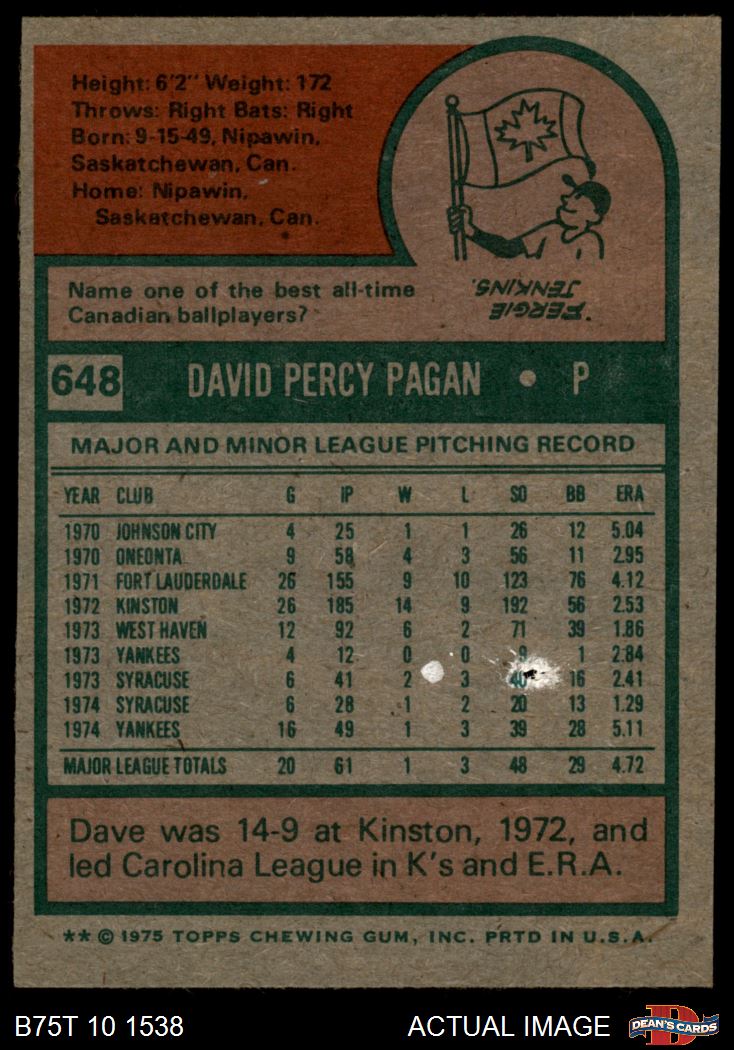 Height: 6'2" Weight: 172
Throws: Right Bats: Right
Born: 9-15-49, Nipawin,
Saskatchewan, Can.
Home: Nipawin,
Saskatchewan, Can.
Name one of the best all-time
Canadian ballplayers?
"FERGIE"
JENKINS.
648 DAVID PERCY PAGAN • P
MAJOR AND MINOR LEAGUE PITCHING RECORD
YEAR CLUB G IP W L SO BB ERA
1970 JOHNSON CITY 4 25 1 1 26 12 5.04
1970 ONEONTA 9 58 4 3 56 11 2.95
1971 FORT LAUDERDALE 26 155 9 10 123 76 4.12
1972 KINSTON 26 185 14 9 192 56 2.53
1973 WEST HAVEN 12 92 6 2 71 39 1.86
1973 YANKEES 4 12 0 0 9 1 2.84
1973 SYRACUSE 6 41 2 3 40 16 2.41
1974 SYRACUSE 6 28 1 2 20 13 1.29
1974 YANKEES 16 49 1 3 39 28 5.11
MAJOR LEAGUE TOTALS 20 61 1 3 48 29 4.72
Dave was 14-9 at Kinston, 1972, and
led Carolina League in K's and E.R.A.
** © 1975 TOPPS CHEWING GUM, INC. PRTD IN U.S.A.
B75T 10 1538 ACTUAL IMAGE DEAN'S CARDS